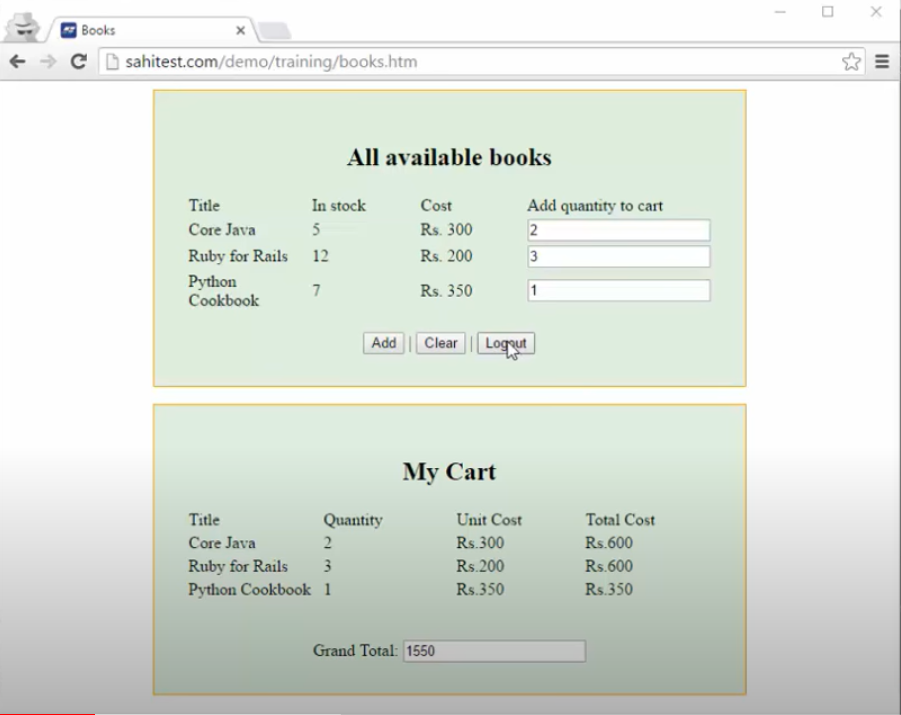 Books
sahitest.com/demo/training/books.htm
All available books
Title In stock Cost Add quantity to cart
Core Java 5 Rs. 300 2
Ruby for Rails 12 Rs. 200 3
Python Cookbook 7 Rs. 350 1
Add | Clear | Logout
My Cart
Title Quantity Unit Cost Total Cost
Core Java 2 Rs.300 Rs.600
Ruby for Rails 3 Rs.200 Rs.600
Python Cookbook 1 Rs.350 Rs.350
Grand Total: 1550